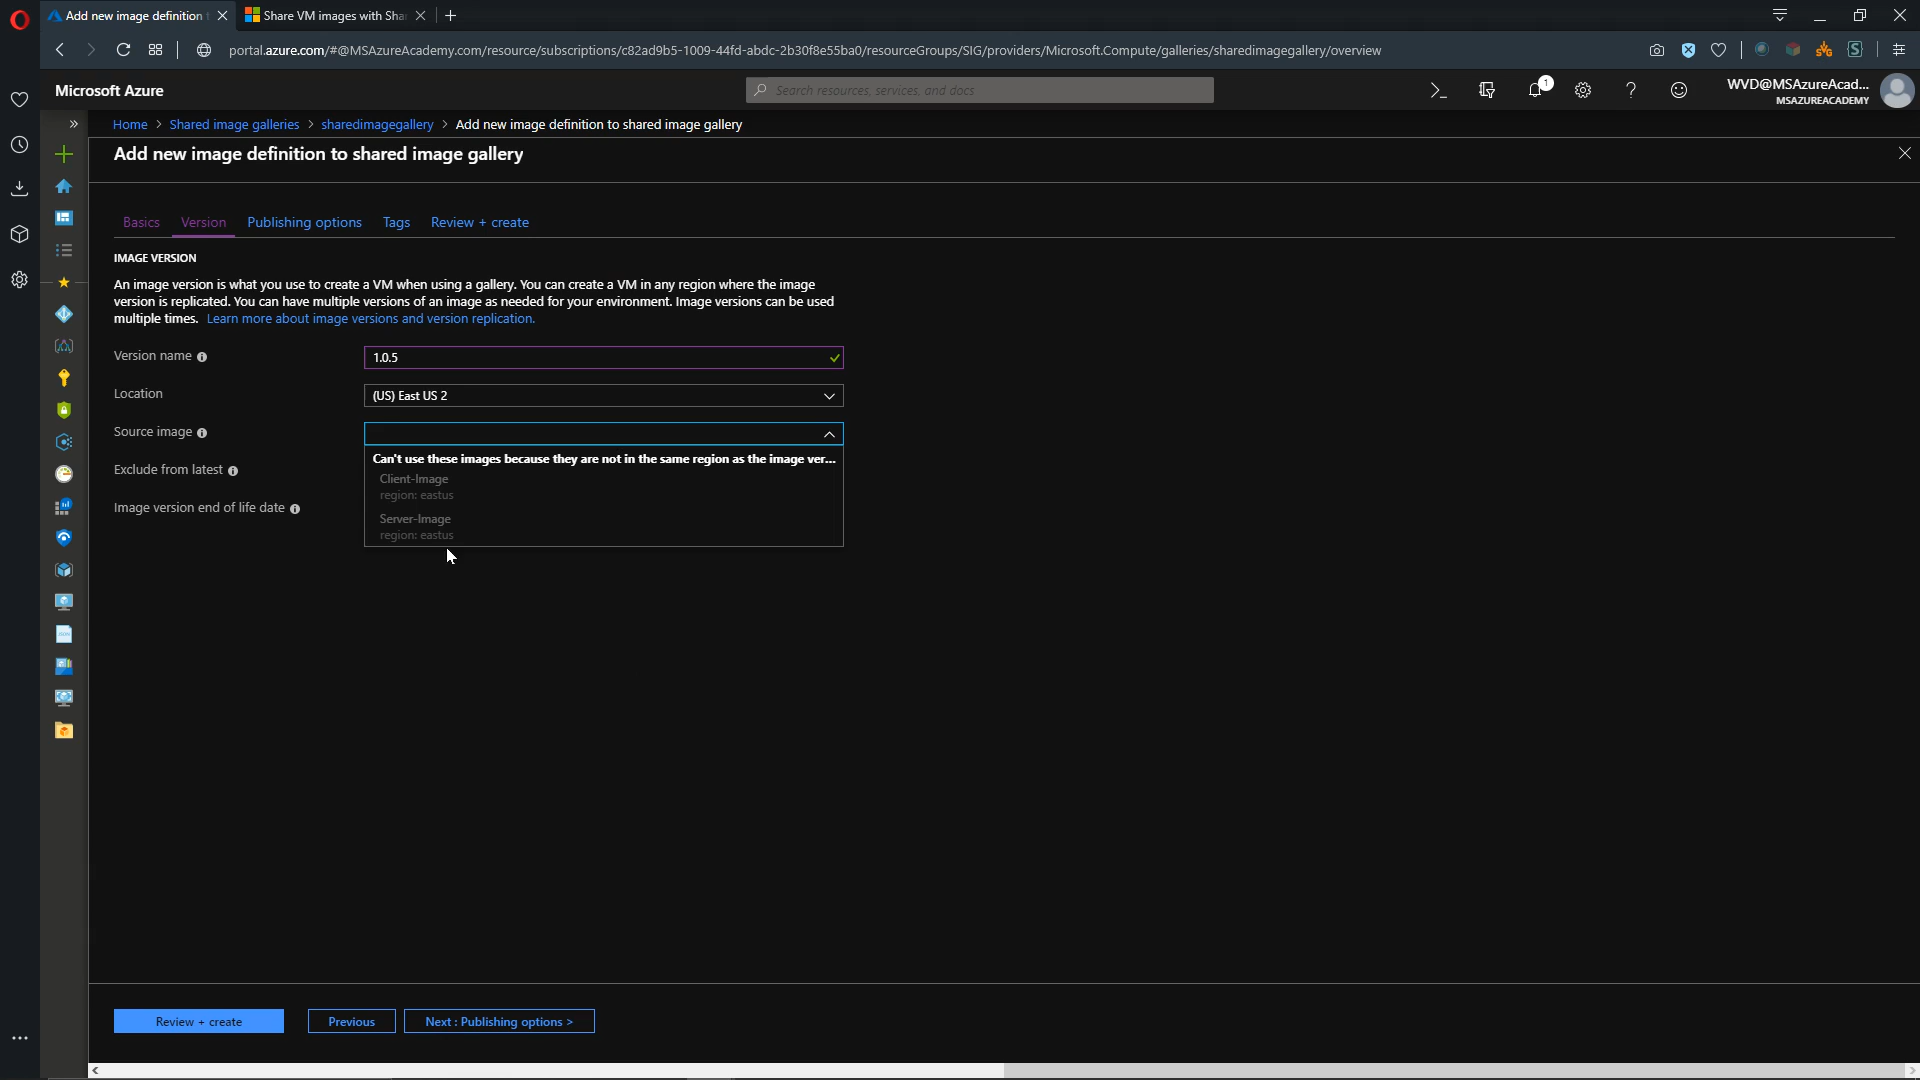 Add new image definition
Share VM images with Sha
portal.azure.com/#@MSAzureAcademy.com/resource/subscriptions/c82ad9b5-1009-44fd-abdc-2b30f8e55ba0/resourceGroups/SIG/providers/Microsoft.Compute/galleries/sharedimagegallery/overview
Microsoft Azure
Search resources, services, and docs
1
WVD@MSAzureAcad...
MSAZUREACADEMY
Home > Shared image galleries > sharedimagegallery > Add new image definition to shared image gallery
Add new image definition to shared image gallery
Basics Version Publishing options Tags Review + create
IMAGE VERSION
An image version is what you use to create a VM when using a gallery. You can create a VM in any region where the image
version is replicated. You can have multiple versions of an image as needed for your environment. Image versions can be used
multiple times. Learn more about image versions and version replication.
Version name
1.0.5
Location
(US) East US 2
Source image
Can't use these images because they are not in the same region as the image ver...
Client-Image
region: eastus
Server-Image
region: eastus
Exclude from latest
Image version end of life date
Review + create
Previous
Next : Publishing options >